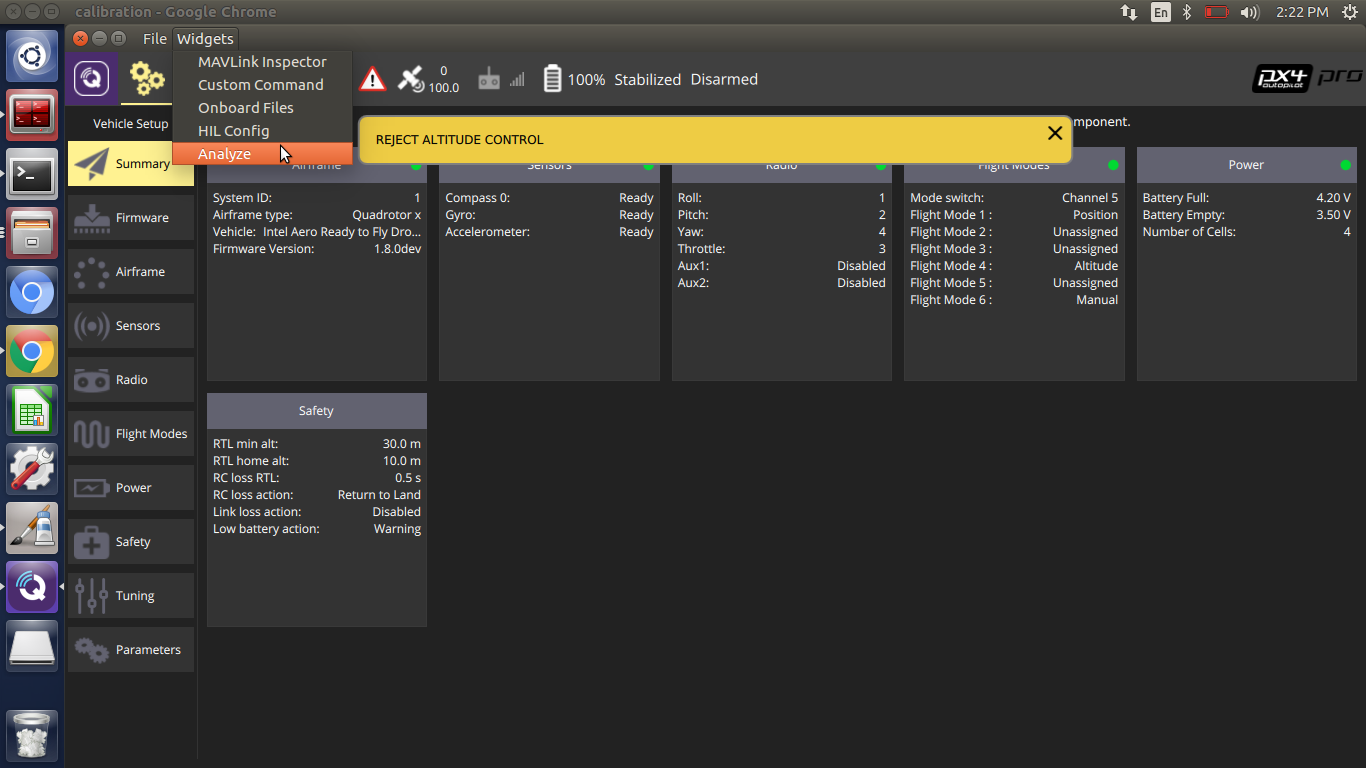 calibration - Google Chrome
En
2:22 PM
File Widgets
MAVLink Inspector
Custom Command
Onboard Files
HIL Config
Analyze
0
100.0
100% Stabilized Disarmed
px4 pro
autopilot
Vehicle Setup
omponent.
REJECT ALTITUDE CONTROL
Summary
Firmware
Airframe
Sensors
Radio
Flight Modes
Power
Safety
Tuning
Parameters
Airframe
System ID: 1
Airframe type: Quadrotor x
Vehicle: Intel Aero Ready to Fly Dro...
Firmware Version: 1.8.0dev
Sensors
Compass 0: Ready
Gyro: Ready
Accelerometer: Ready
Radio
Roll: 1
Pitch: 2
Yaw: 4
Throttle: 3
Aux1: Disabled
Aux2: Disabled
Flight Modes
Mode switch: Channel 5
Flight Mode 1 : Position
Flight Mode 2 : Unassigned
Flight Mode 3 : Unassigned
Flight Mode 4 : Altitude
Flight Mode 5 : Unassigned
Flight Mode 6 : Manual
Power
Battery Full: 4.20 V
Battery Empty: 3.50 V
Number of Cells: 4
Safety
RTL min alt: 30.0 m
RTL home alt: 10.0 m
RC loss RTL: 0.5 s
RC loss action: Return to Land
Link loss action: Disabled
Low battery action: Warning